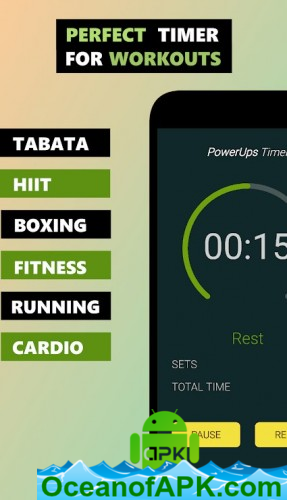 PERFECT TIMER
FOR WORKOUTS
TABATA
HIIT
BOXING
FITNESS
RUNNING
CARDIO
PowerUps Timer
00:15
Rest
SETS
TOTAL TIME
APKI
OceanofAPK.com